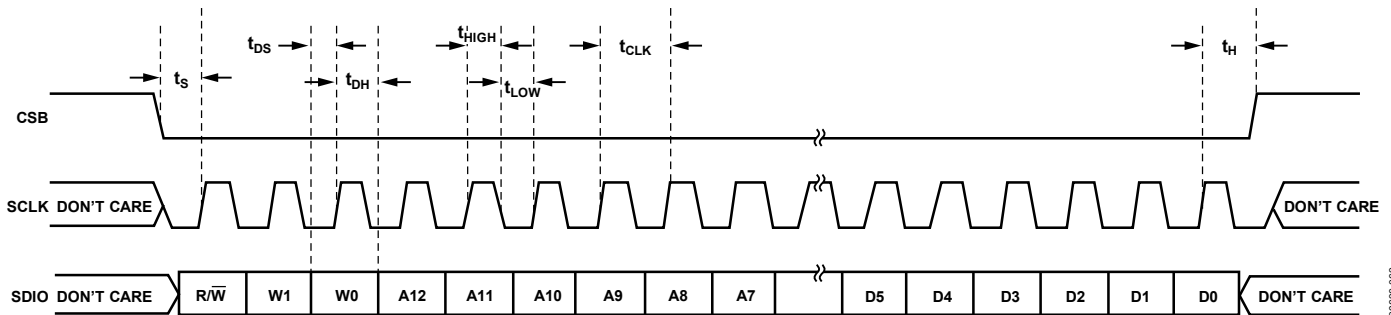 tDS
tHIGH
tCLK
tH
tS
tDH
tLOW
CSB
SCLK DON'T CARE
DON'T CARE
SDIO DON'T CARE
R/W̅ W1 W0 A12 A11 A10 A9 A8 A7 D5 D4 D3 D2 D1 D0
DON'T CARE